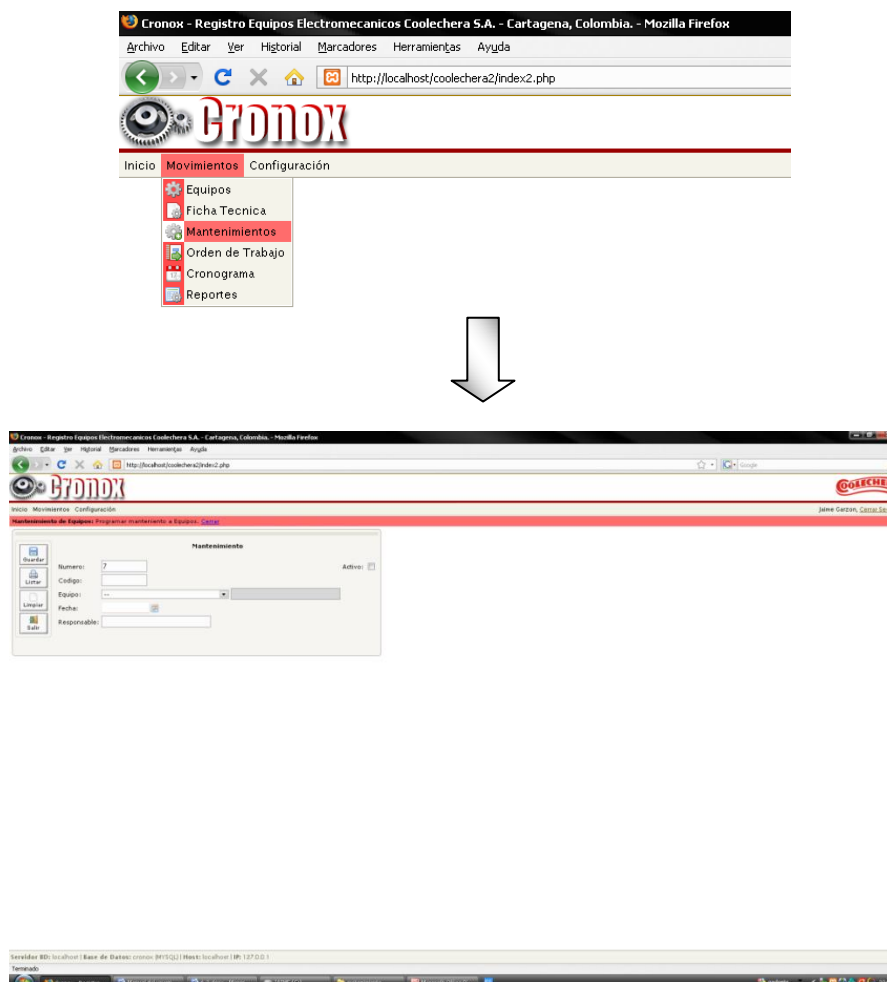 Cronox - Registro Equipos Electromecanicos Coolechera S.A. - Cartagena, Colombia. - Mozilla Firefox
Archivo Editar Ver Historial Marcadores Herramientas Ayuda
http://localhost/coolechera2/index2.php
Cronox
Inicio Movimientos Configuración
Equipos
Ficha Tecnica
Mantenimientos
Orden de Trabajo
Cronograma
Reportes
Cronox - Registro Equipos Electromecanicos Coolechera S.A. - Cartagena, Colombia. - Mozilla Firefox
Archivo Editar Ver Historial Marcadores Herramientas Ayuda
http://localhost/coolechera2/index2.php
Google
Cronox
COOLECHE
Inicio Movimientos Configuración
Jaime Garzon, Cerrar Se
Mantenimiento de Equipos: Programar manteniento a Equipos. Cerrar
Mantenimiento
Guardar
Listar
Limpiar
Salir
Numero: 7 Activo:
Codigo:
Equipo: --
Fecha:
Responsable:
Servidor BD: localhost | Base de Datos: cronox (MYSQL) | Host: localhost | IP: 127.0.0.1
Terminado